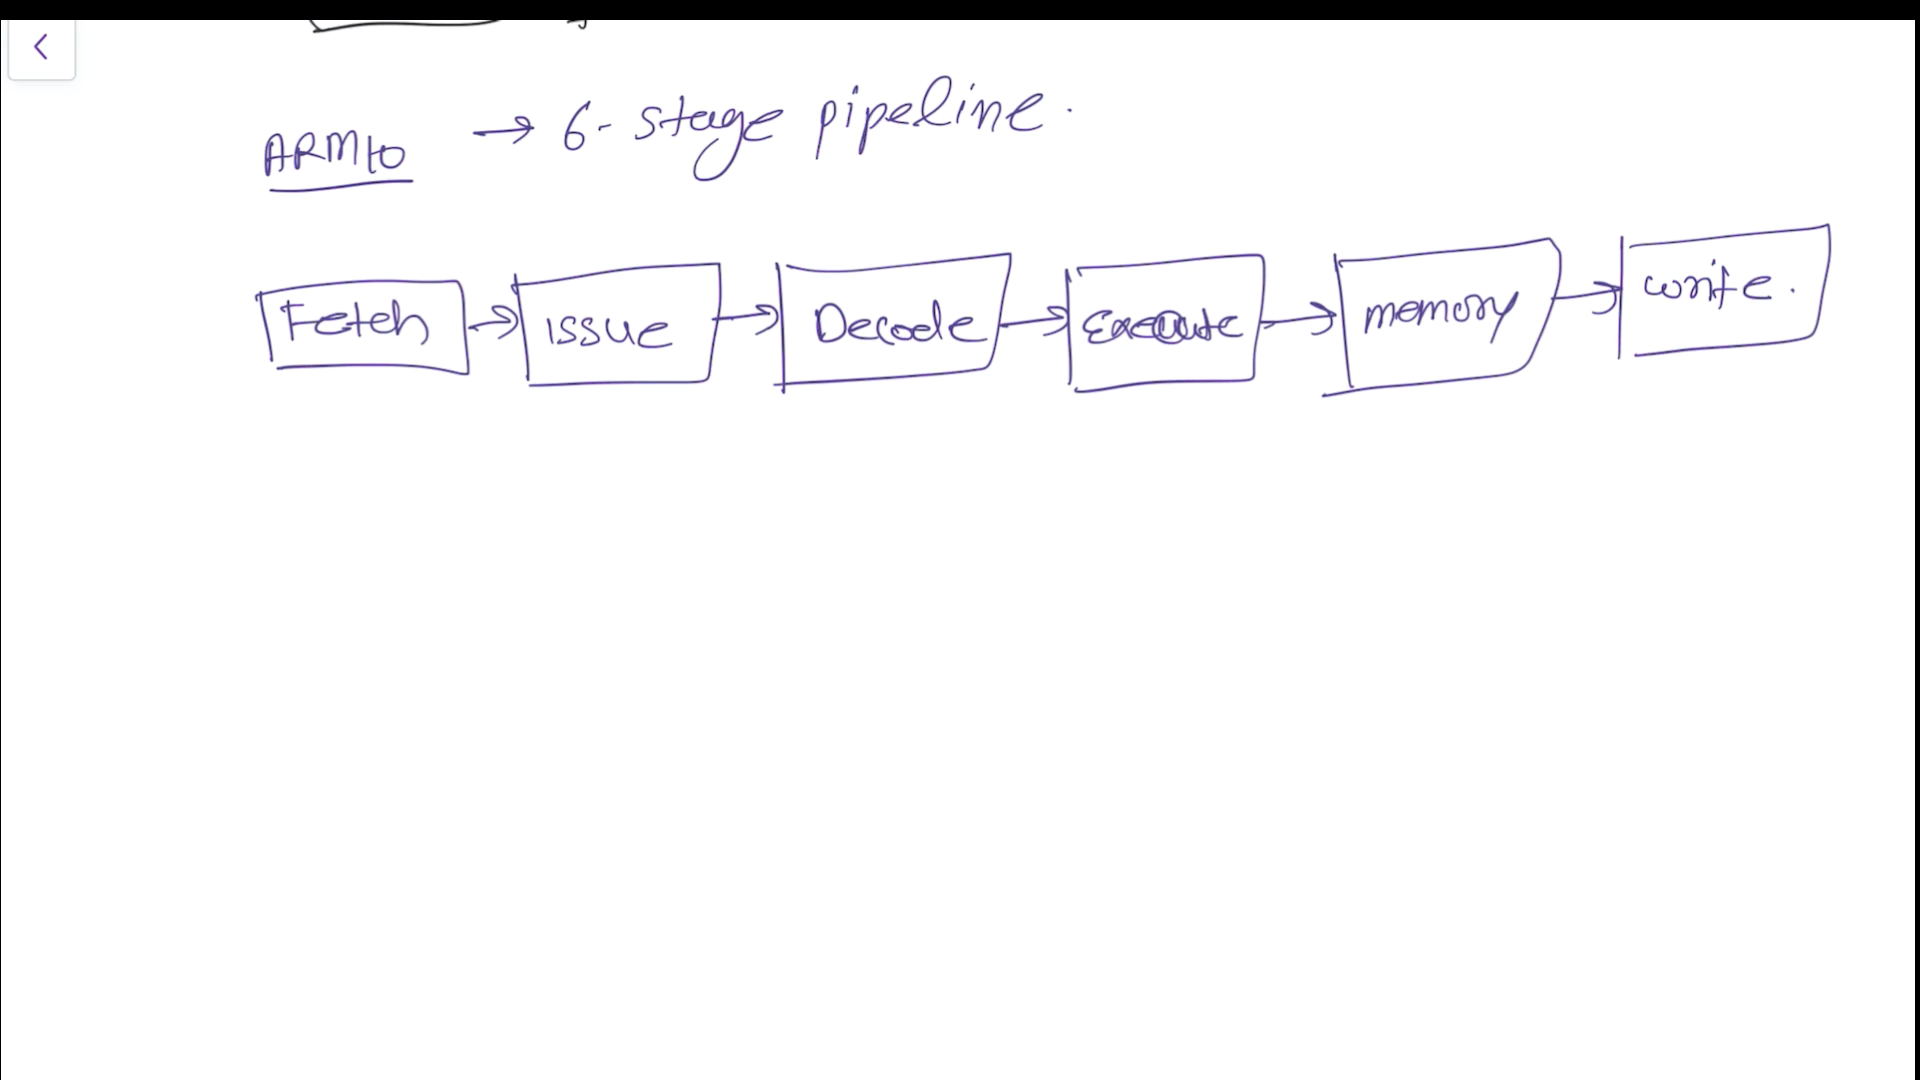 ARM10 → 6- stage pipeline.
Fetch → issue → Decode → Execute → memory → write.